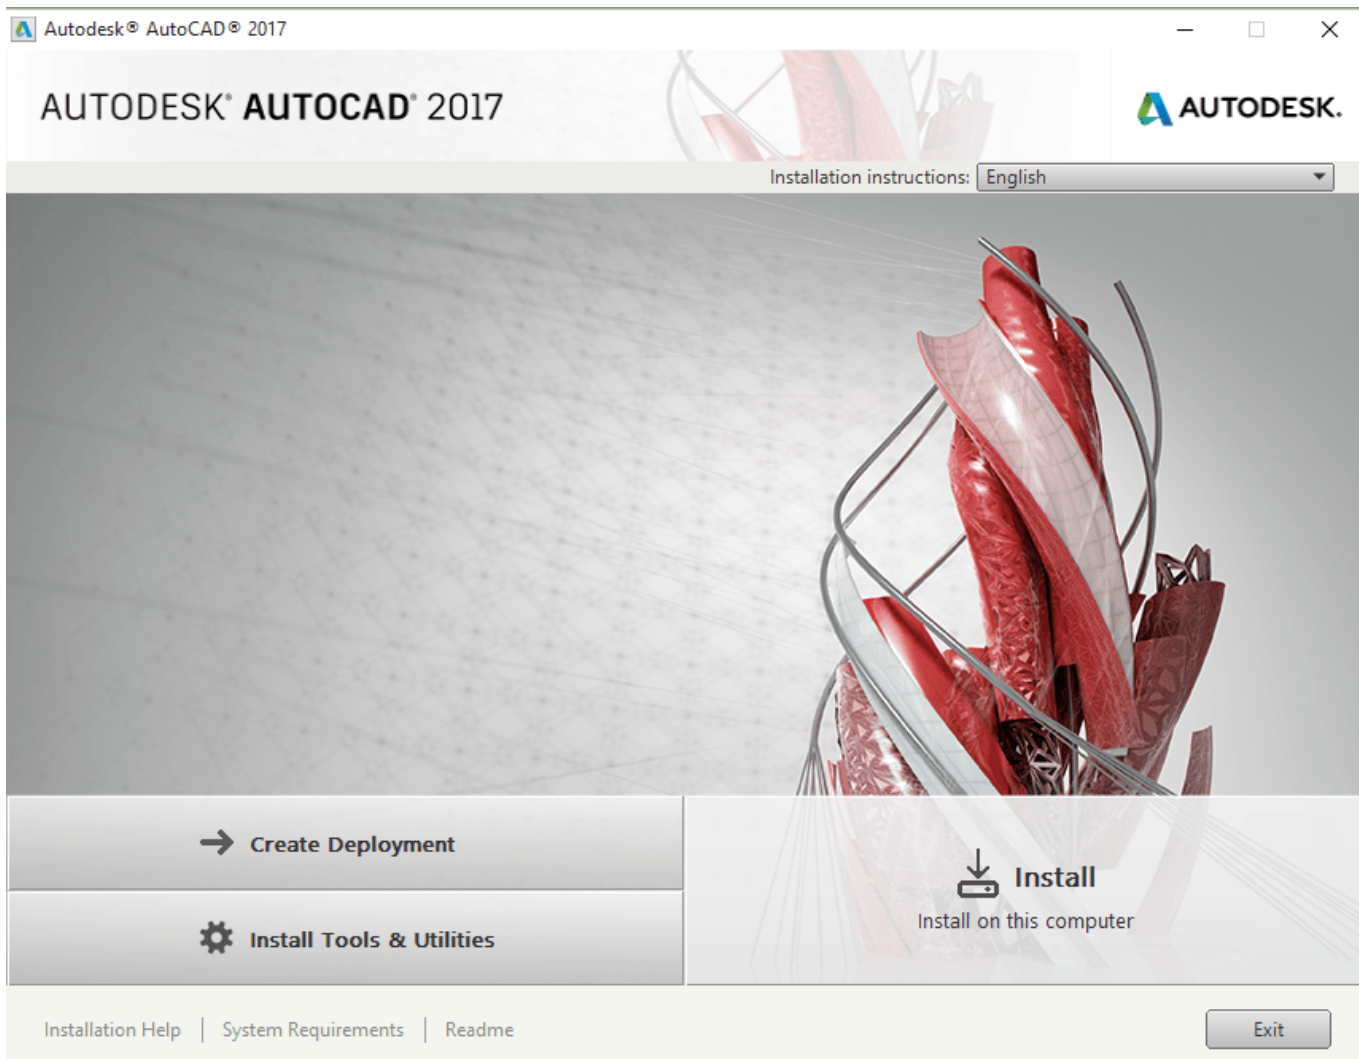 Autodesk® AutoCAD® 2017
AUTODESK® AUTOCAD® 2017
AUTODESK.
Installation instructions: English
Create Deployment
Install Tools & Utilities
Install
Install on this computer
Installation Help | System Requirements | Readme
Exit